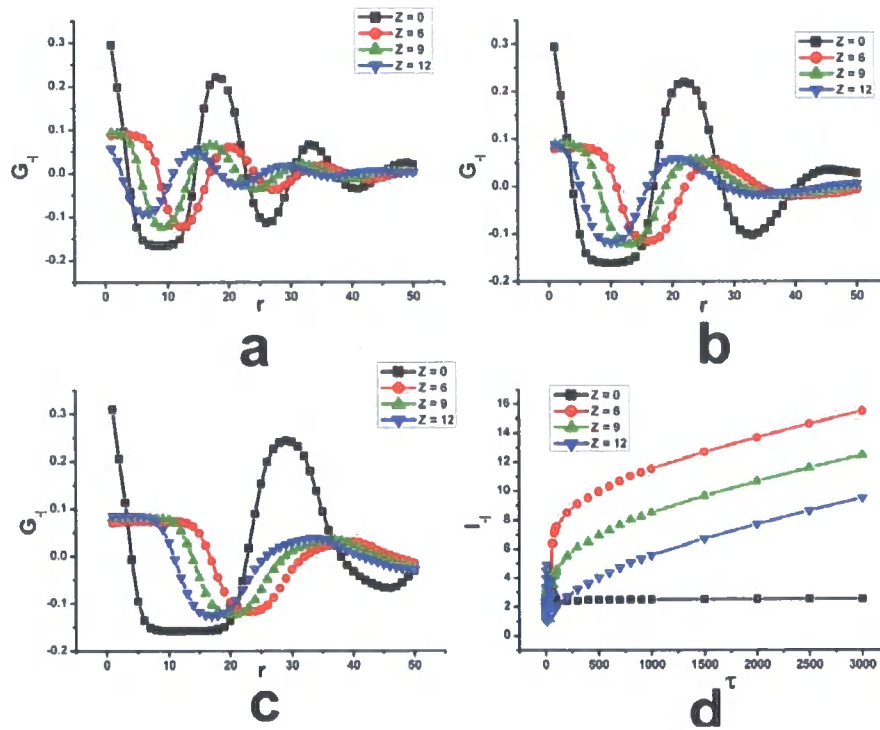 Z = 0
Z = 6
Z = 9
Z = 12
0.3
0.2
0.1
0.0
-0.1
-0.2
G₋ₗ
0
10
20
30
40
50
r
a
Z = 0
Z = 6
Z = 9
Z = 12
0.3
0.2
0.1
0.0
-0.1
-0.2
G₋ₗ
0
10
20
30
40
50
r
b
Z = 0
Z = 6
Z = 9
Z = 12
0.3
0.2
0.1
0.0
-0.1
-0.2
G₋ₗ
0
10
20
30
40
50
r
c
Z = 0
Z = 6
Z = 9
Z = 12
16
14
12
10
8
6
4
2
0
l₋ₗ
0
500
1000
1500
2000
2500
3000
τ
d